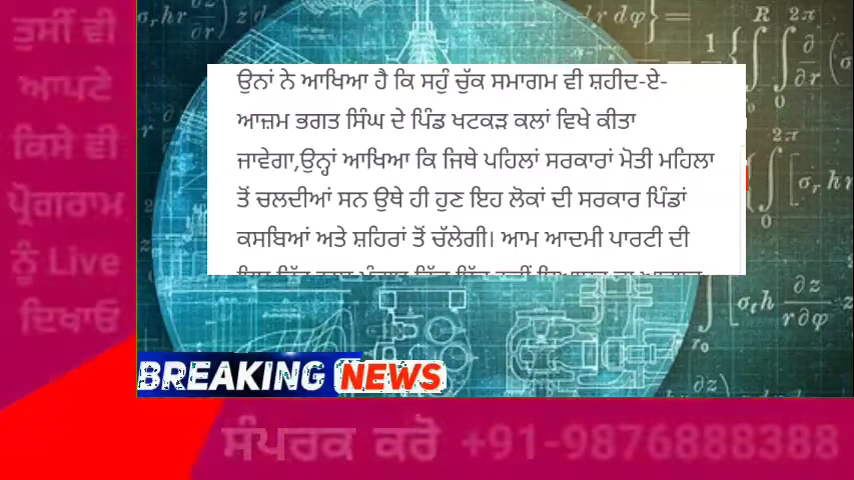 ਤੁਸੀਂ ਵੀ
ਆਪਣੇ
ਕਿਸੇ ਵੀ
ਪ੍ਰੋਗਰਾਮ
ਨੂੰ Live
ਦਿਖਾਓ
ਉਨਾਂ ਨੇ ਆਖਿਆ ਹੈ ਕਿ ਸਹੁੰ ਚੁੱਕ ਸਮਾਗਮ ਵੀ ਸ਼ਹੀਦ-ਏ-
ਆਜ਼ਮ ਭਗਤ ਸਿੰਘ ਦੇ ਪਿੰਡ ਖਟਕੜ ਕਲਾਂ ਵਿਖੇ ਕੀਤਾ
ਜਾਵੇਗਾ,ਉਨ੍ਹਾਂ ਆਖਿਆ ਕਿ ਜਿਥੇ ਪਹਿਲਾਂ ਸਰਕਾਰਾਂ ਮੋਤੀ ਮਹਿਲਾ
ਤੋਂ ਚਲਦੀਆਂ ਸਨ ਉਥੇ ਹੀ ਹੁਣ ਇਹ ਲੋਕਾਂ ਦੀ ਸਰਕਾਰ ਪਿੰਡਾਂ
ਕਸਬਿਆਂ ਅਤੇ ਸ਼ਹਿਰਾਂ ਤੋਂ ਚੱਲੇਗੀ। ਆਮ ਆਦਮੀ ਪਾਰਟੀ ਦੀ
BREAKING NEWS
ਸੰਪਰਕ ਕਰੋ +91-9876888388